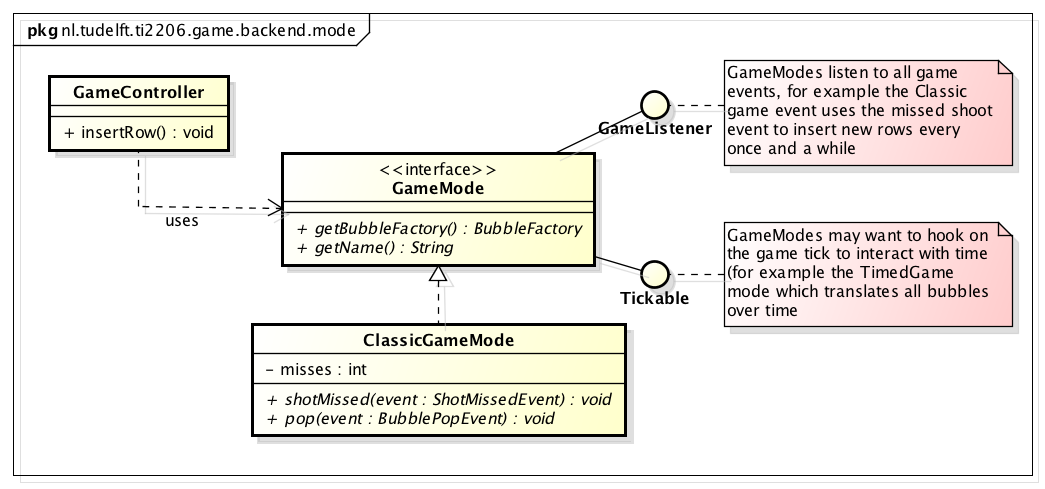 pkg nl.tudelft.ti2206.game.backend.mode
GameController
+ insertRow() : void
uses
<<interface>>
GameMode
+ getBubbleFactory() : BubbleFactory
+ getName() : String
GameListener
GameModes listen to all game
events, for example the Classic
game event uses the missed shoot
event to insert new rows every
once and a while
Tickable
GameModes may want to hook on
the game tick to interact with time
(for example the TimedGame
mode which translates all bubbles
over time
ClassicGameMode
- misses : int
+ shotMissed(event : ShotMissedEvent) : void
+ pop(event : BubblePopEvent) : void